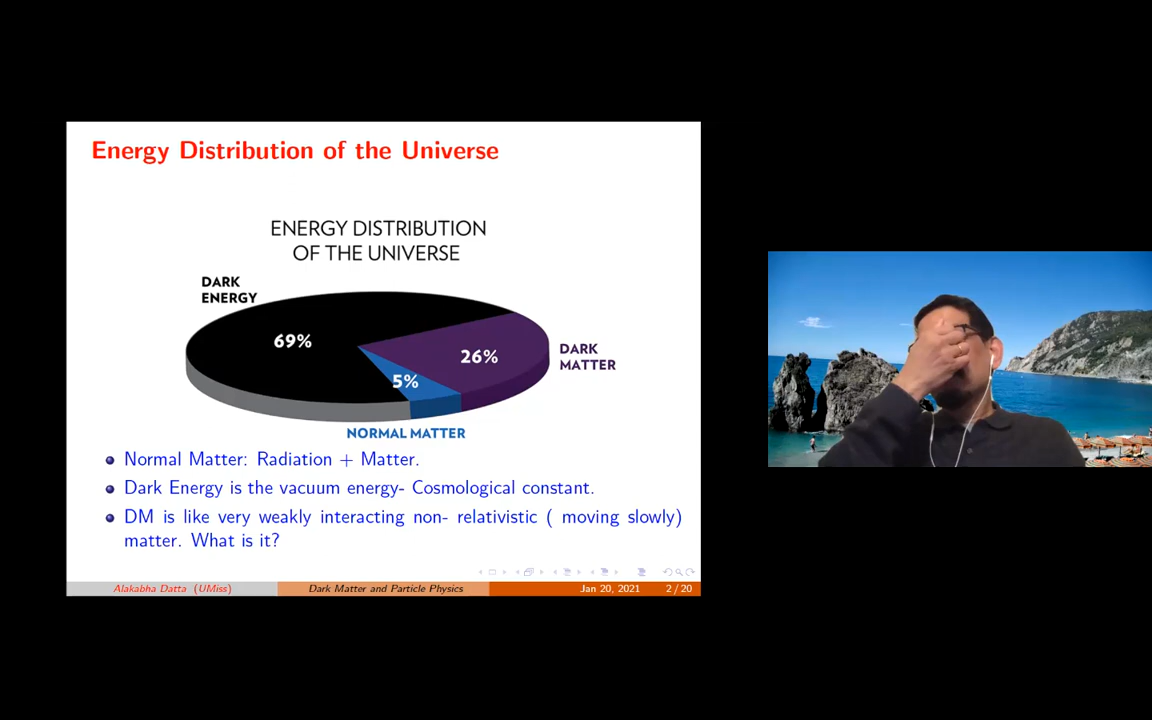 Energy Distribution of the Universe
ENERGY DISTRIBUTION
OF THE UNIVERSE
DARK
ENERGY
69%
26%
DARK
MATTER
5%
NORMAL MATTER
Normal Matter: Radiation + Matter.
Dark Energy is the vacuum energy- Cosmological constant.
DM is like very weakly interacting non- relativistic ( moving slowly)
matter. What is it?
Alakabha Datta (UMiss) Dark Matter and Particle Physics Jan 20, 2021 2 / 20